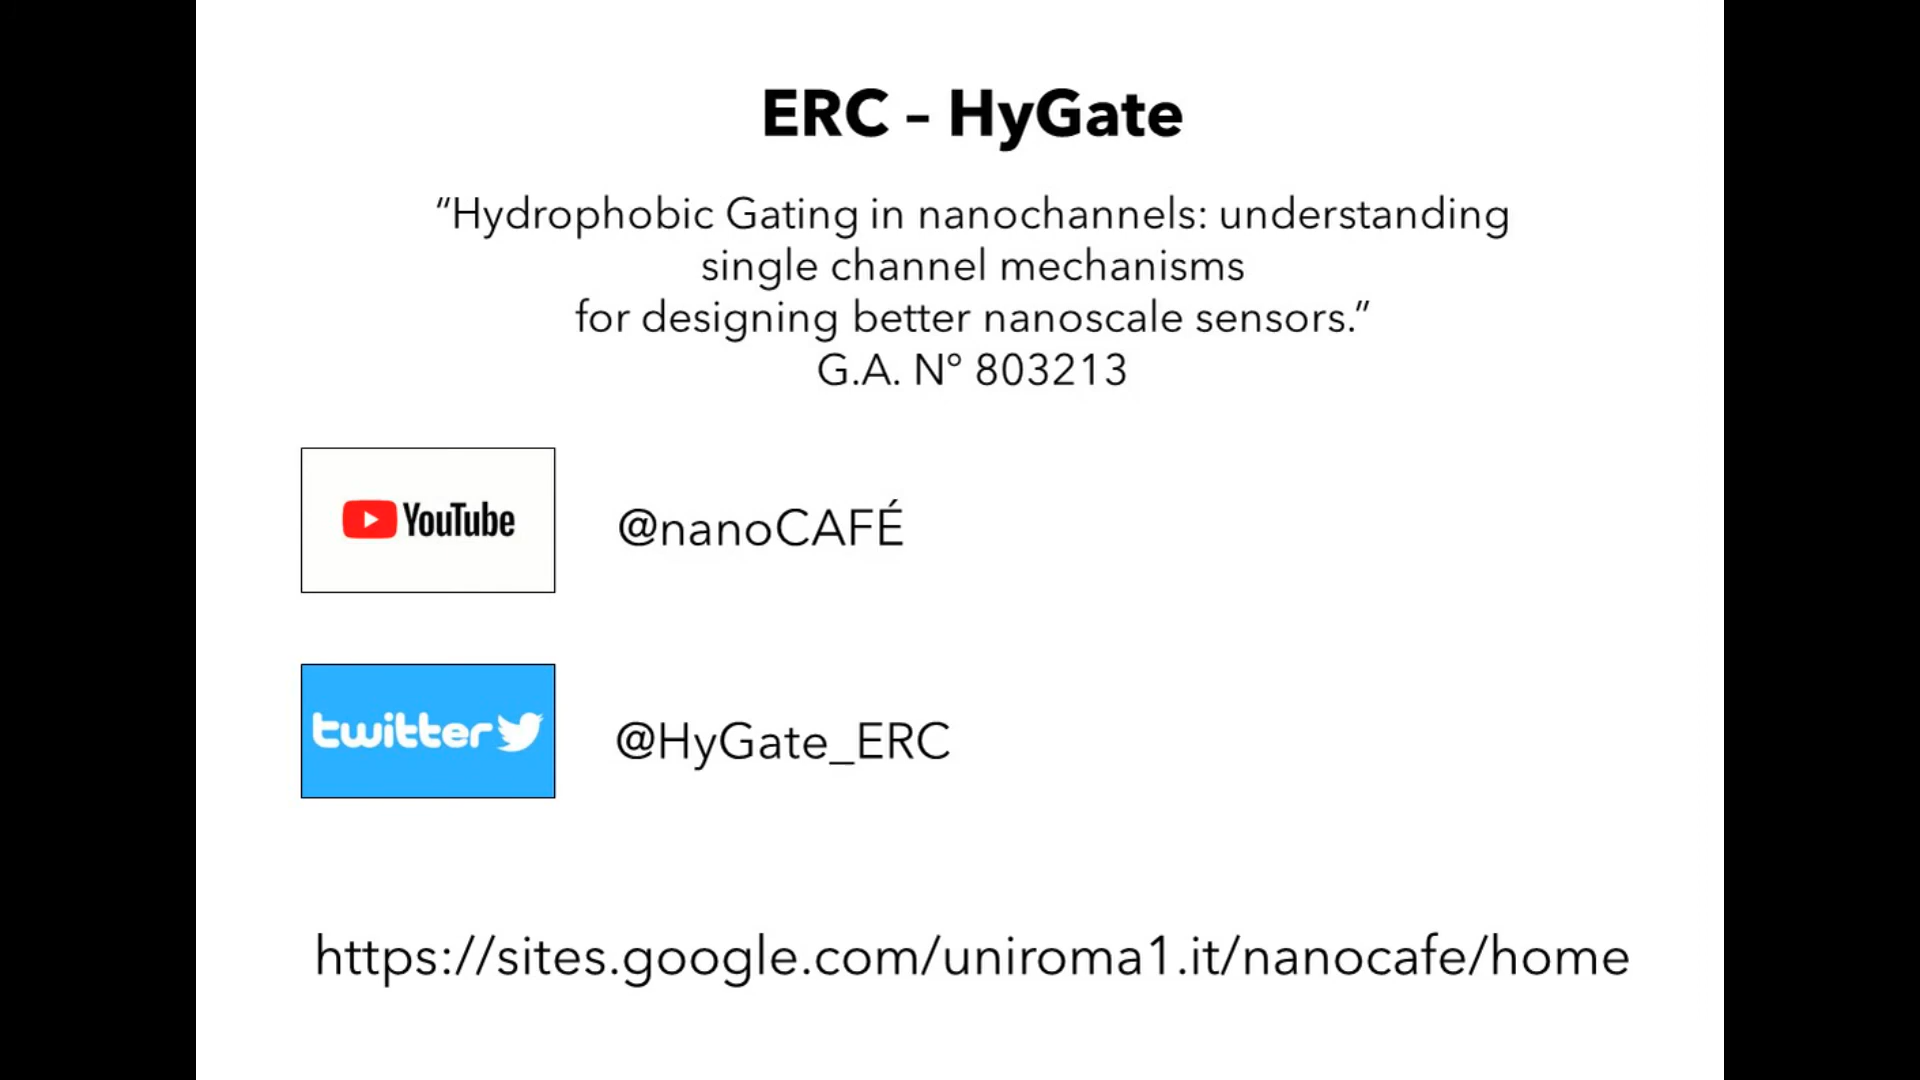 ERC – HyGate
“Hydrophobic Gating in nanochannels: understanding
single channel mechanisms
for designing better nanoscale sensors.”
G.A. N° 803213
YouTube
@nanoCAFÉ
twitter
@HyGate_ERC
https://sites.google.com/uniroma1.it/nanocafe/home